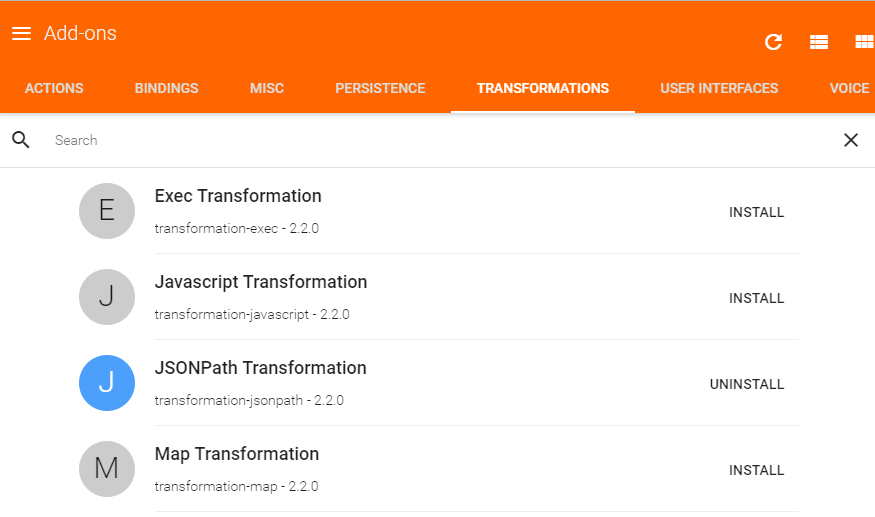 Add-ons
ACTIONS BINDINGS MISC PERSISTENCE TRANSFORMATIONS USER INTERFACES VOICE
Search
E
Exec Transformation
INSTALL
transformation-exec - 2.2.0
J
Javascript Transformation
INSTALL
transformation-javascript - 2.2.0
J
JSONPath Transformation
UNINSTALL
transformation-jsonpath - 2.2.0
M
Map Transformation
INSTALL
transformation-map - 2.2.0